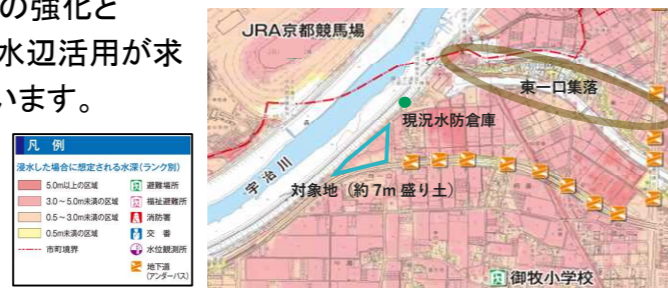 の強化と
水辺活用が求
います。
凡 例
浸水した場合に想定される水深(ランク別)
5.0m以上の区域
3.0～5.0m未満の区域
0.5～3.0m未満の区域
0.5m未満の区域
市町境界
避難場所
福祉避難所
消防署
交 番
水位観測所
地下道
(アンダーパス)
JRA京都競馬場
東一口集落
現況水防倉庫
宇治川
対象地（約7m盛り土）
御牧小学校